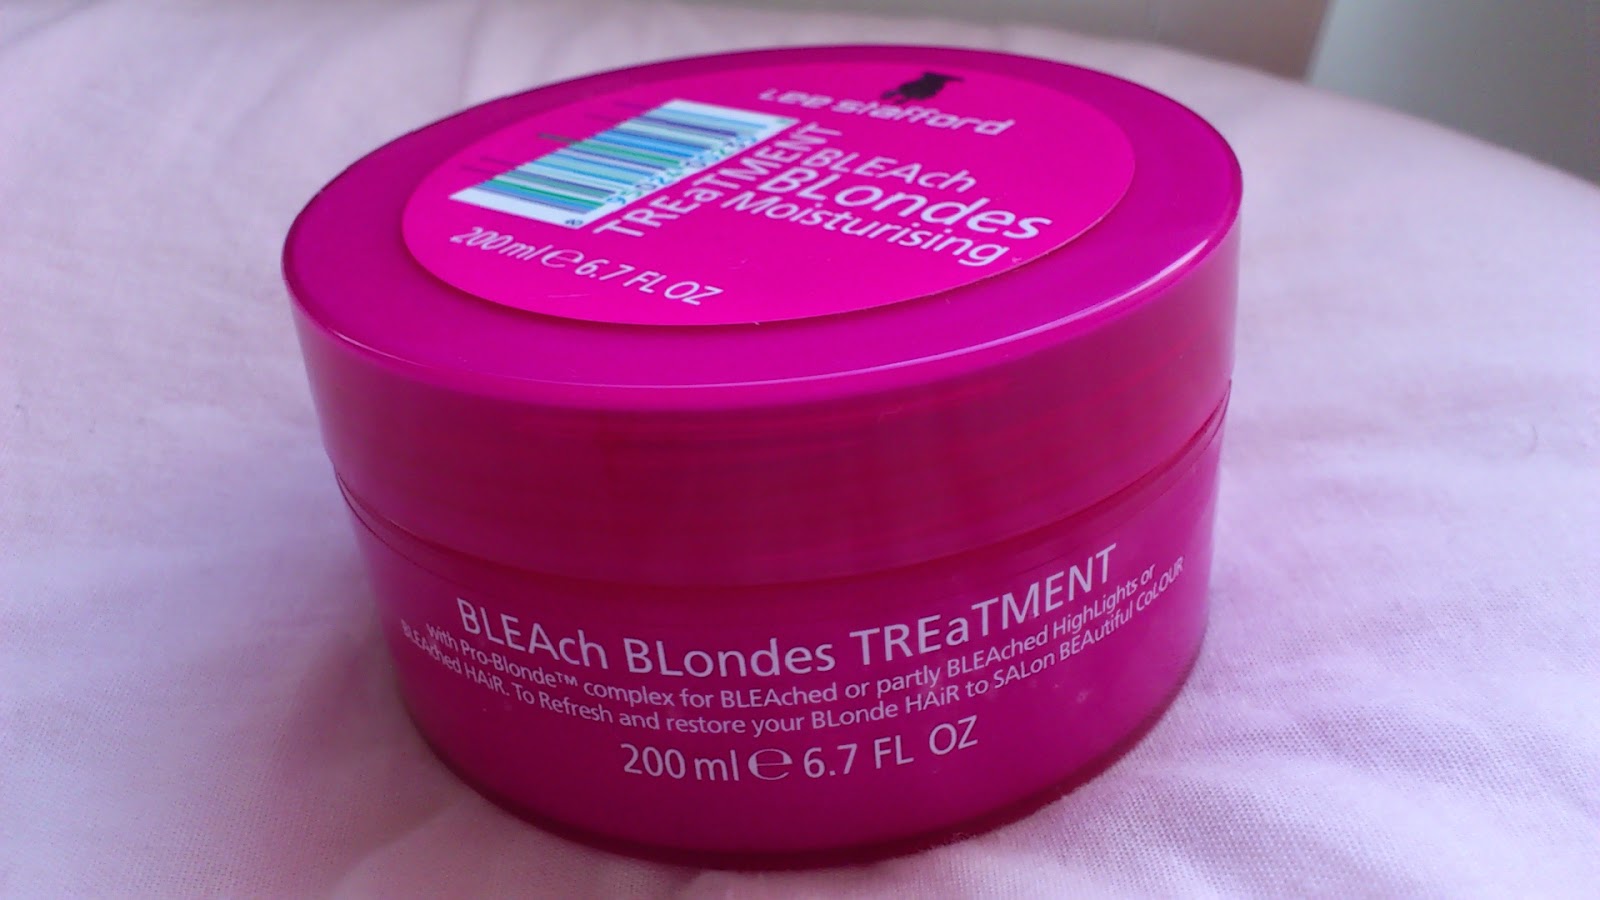 Lee Stafford
BLEAch
BLondes
Moisturising
TREaTMENT
200 ml e 6.7 FL OZ
BLEAch BLondes TREaTMENT
with Pro-Blonde™ complex for BLEAched or partly BLEAched HighLights or
BLEAched HAiR. To Refresh and restore your BLonde HAiR to SALon BEAutiful CoLOUR
200 ml e 6.7 FL OZ